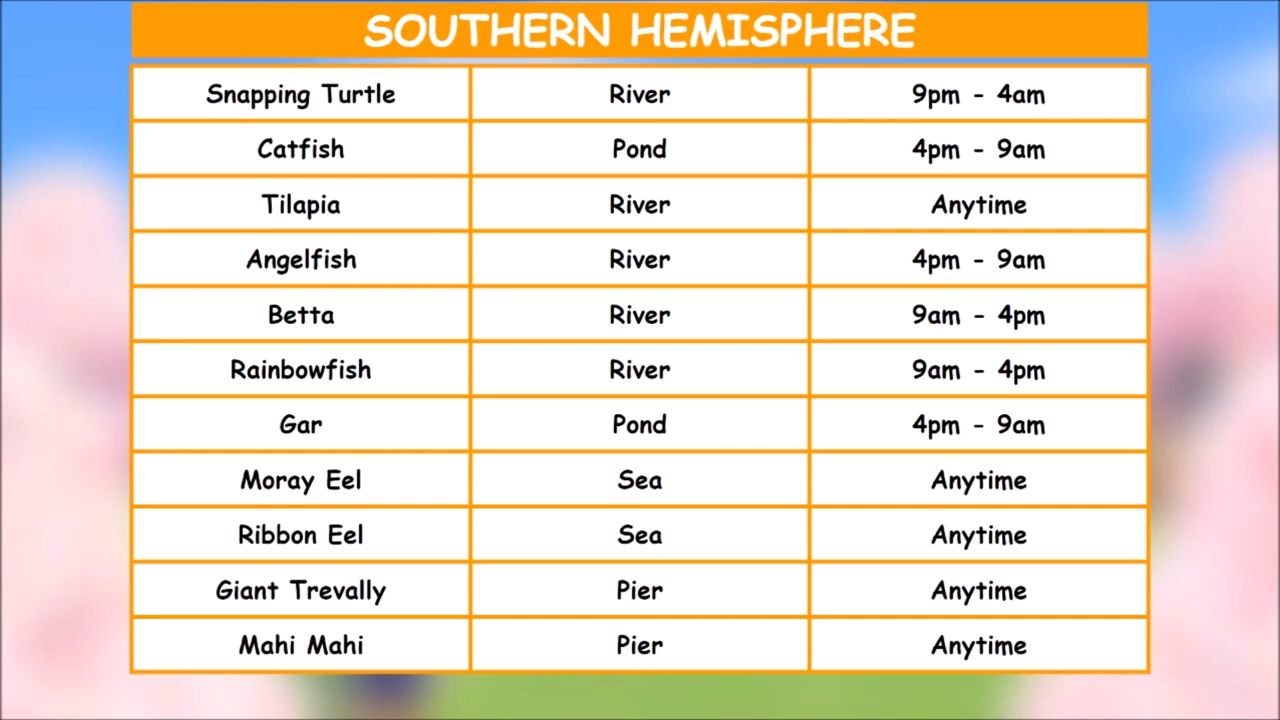 SOUTHERN HEMISPHERE
Snapping Turtle River 9pm - 4am
Catfish Pond 4pm - 9am
Tilapia River Anytime
Angelfish River 4pm - 9am
Betta River 9am - 4pm
Rainbowfish River 9am - 4pm
Gar Pond 4pm - 9am
Moray Eel Sea Anytime
Ribbon Eel Sea Anytime
Giant Trevally Pier Anytime
Mahi Mahi Pier Anytime